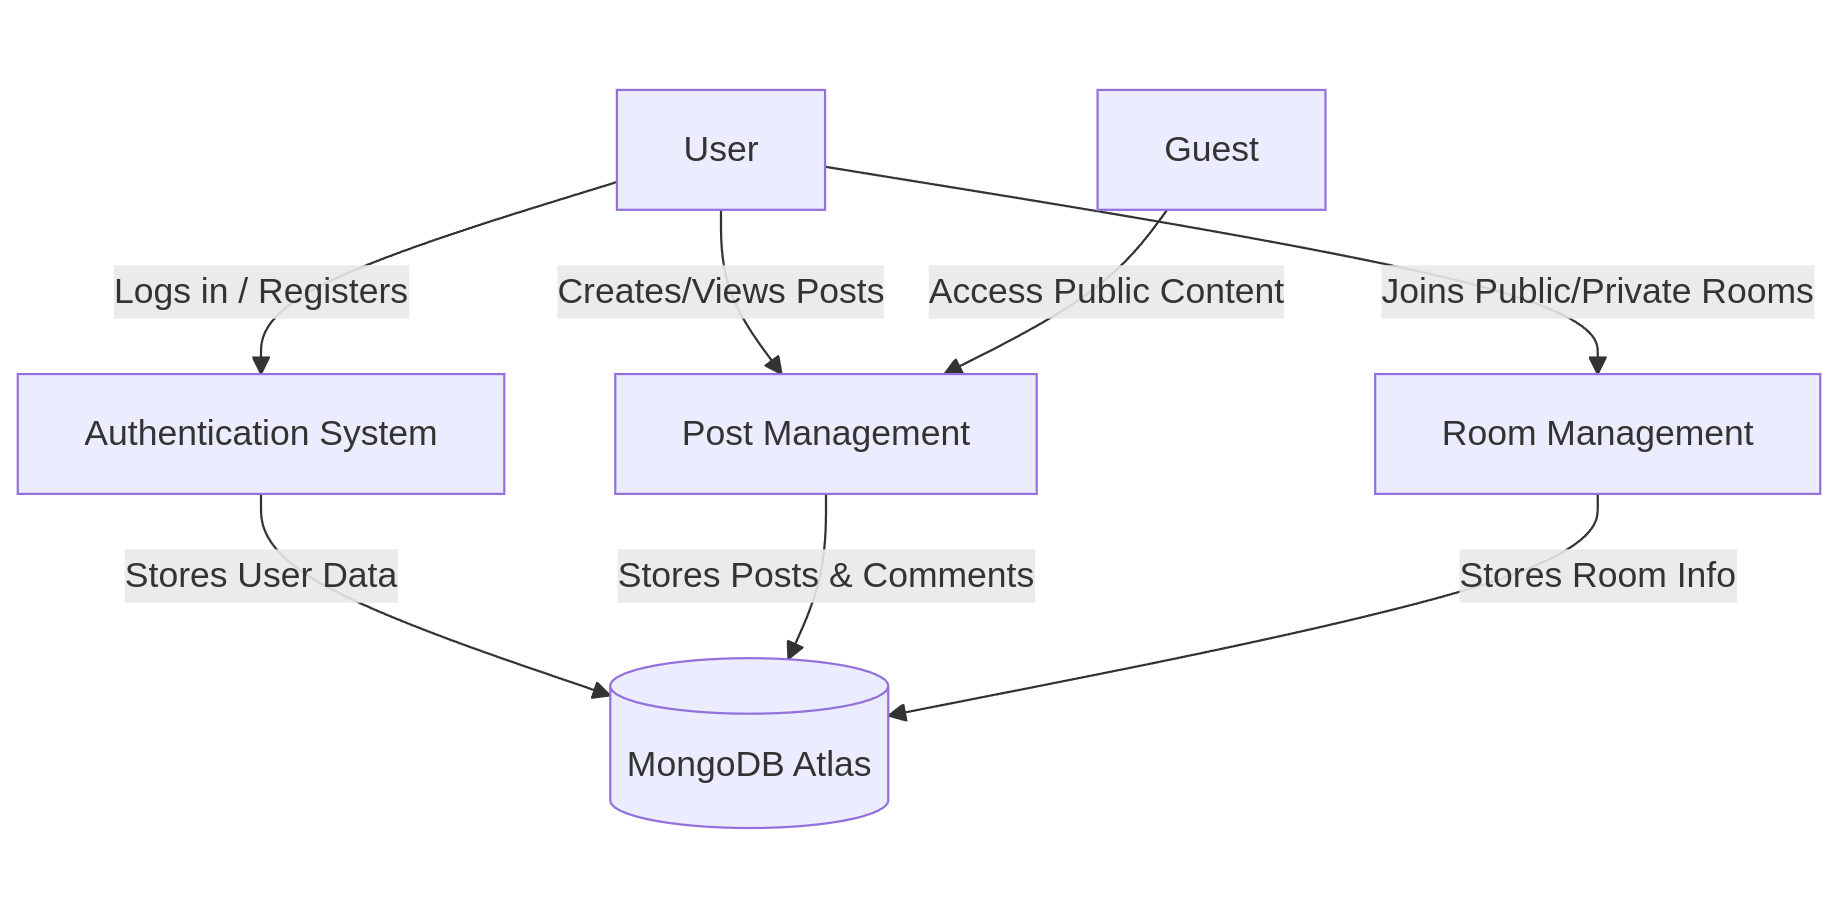 User
Guest
Logs in / Registers
Creates/Views Posts
Access Public Content
Joins Public/Private Rooms
Authentication System
Post Management
Room Management
Stores User Data
Stores Posts & Comments
Stores Room Info
MongoDB Atlas